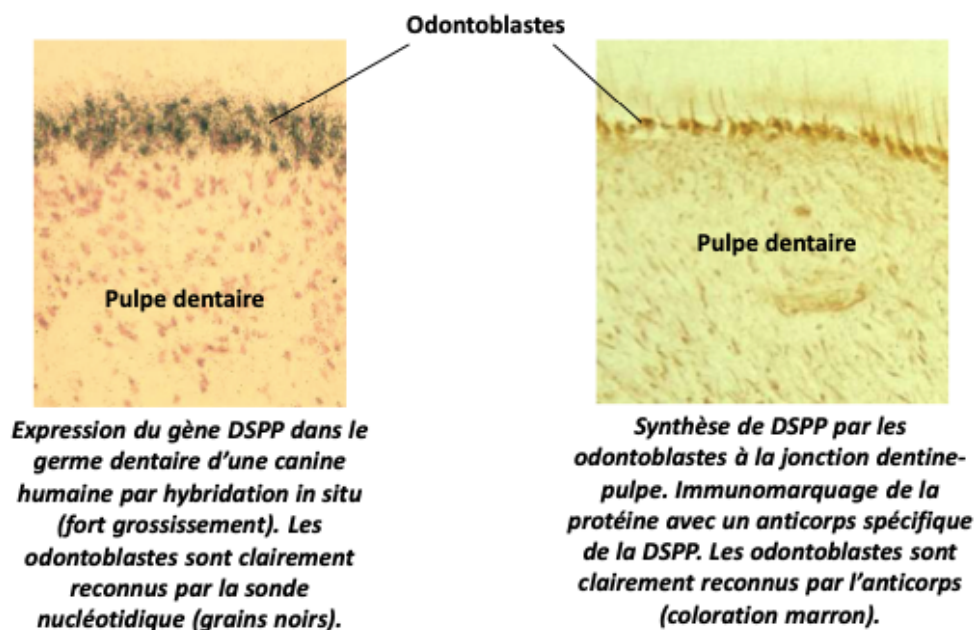 Odontoblastes
Pulpe dentaire
Expression du gène DSPP dans le
germe dentaire d'une canine
humaine par hybridation in situ
(fort grossissement). Les
odontoblastes sont clairement
reconnus par la sonde
nucléotidique (grains noirs).
Pulpe dentaire
Synthèse de DSPP par les
odontoblastes à la jonction dentine-
pulpe. Immunomarquage de la
protéine avec un anticorps spécifique
de la DSPP. Les odontoblastes sont
clairement reconnus par l'anticorps
(coloration marron).